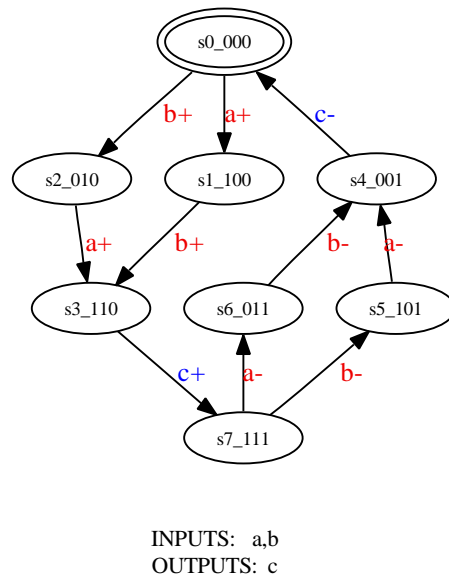 s0_000
b+ a+ c-
s2_010 s1_100 s4_001
a+ b+ b- a-
s3_110 s6_011 s5_101
c+ a- b-
s7_111
INPUTS: a,b
OUTPUTS: c